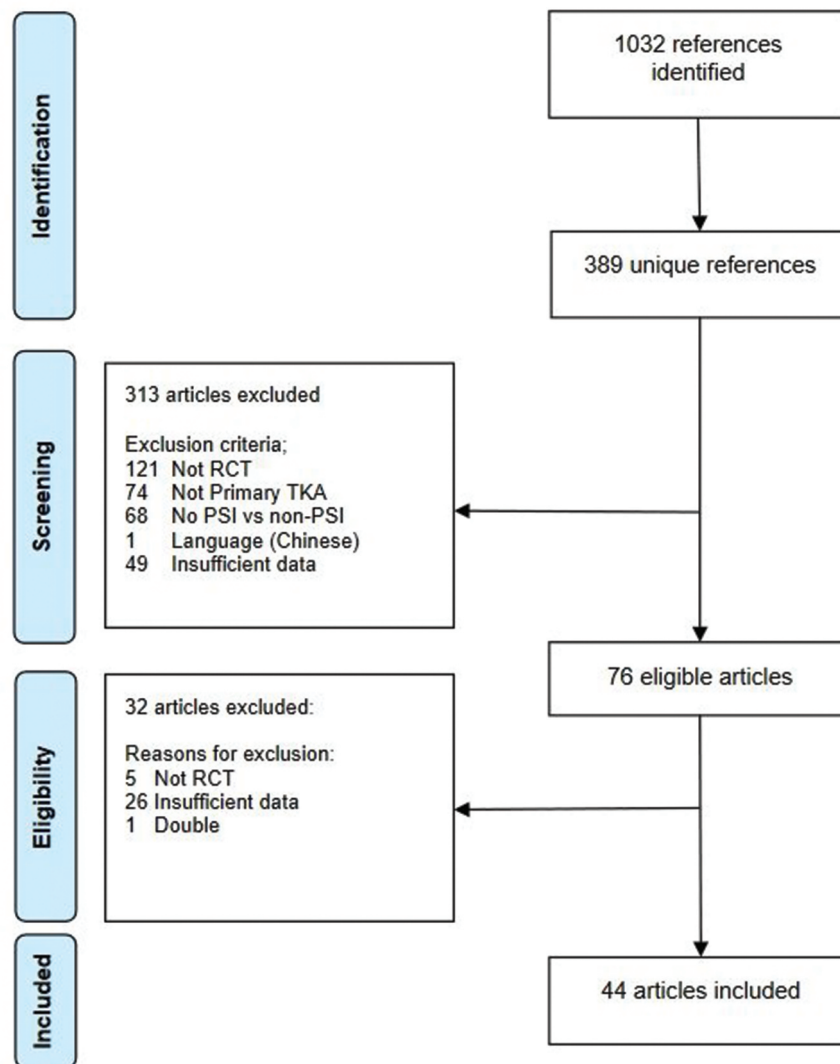 Identification
1032 references
identified
389 unique references
Screening
313 articles excluded
Exclusion criteria;
121 Not RCT
74 Not Primary TKA
68 No PSI vs non-PSI
1 Language (Chinese)
49 Insufficient data
76 eligible articles
Eligibility
32 articles excluded:
Reasons for exclusion:
5 Not RCT
26 Insufficient data
1 Double
Included
44 articles included